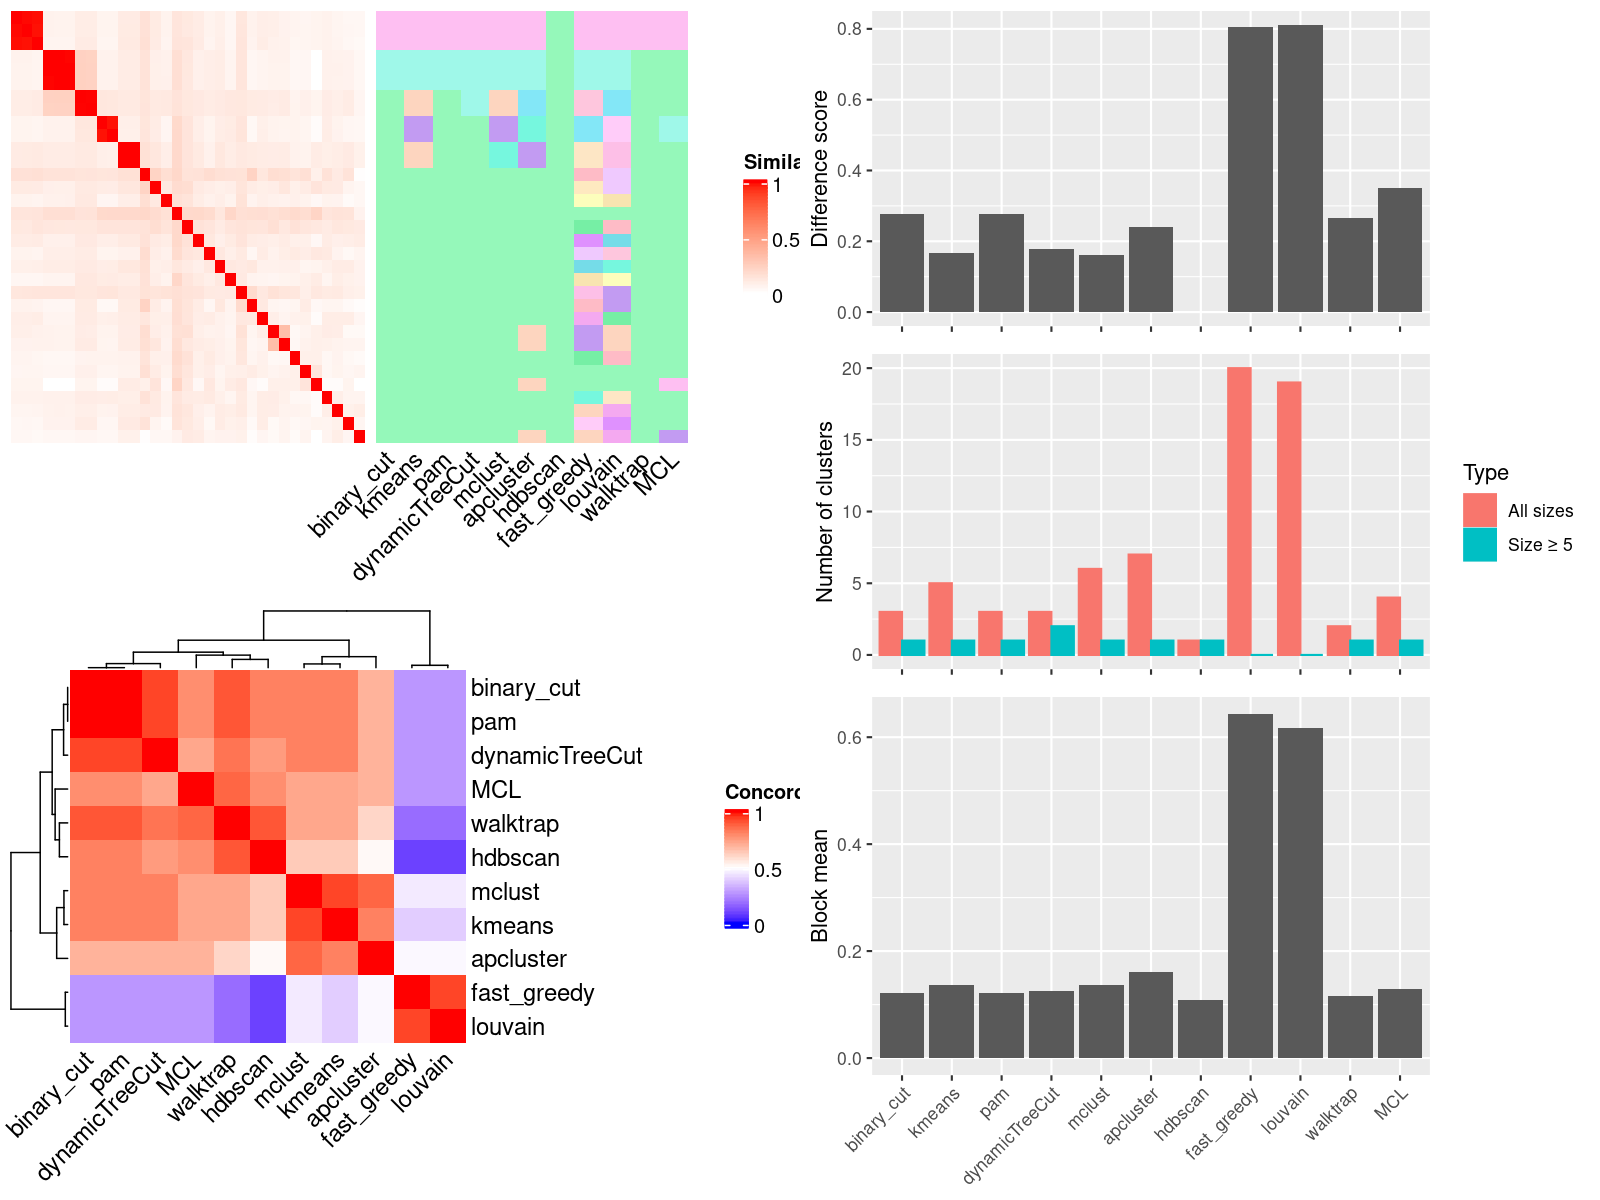 Simila
1
0.5
0
binary_cut
kmeans
pam
dynamicTreeCut
mclust
apcluster
hdbscan
fast_greedy
louvain
walktrap
MCL
binary_cut
pam
dynamicTreeCut
MCL
walktrap
hdbscan
mclust
kmeans
apcluster
fast_greedy
louvain
Concord
1
0.5
0
binary_cut
pam
dynamicTreeCut
MCL
walktrap
hdbscan
mclust
kmeans
apcluster
fast_greedy
louvain
Difference score
0.8
0.6
0.4
0.2
0.0
Number of clusters
20
15
10
5
0
Type
All sizes
Size ≥ 5
Block mean
0.6
0.4
0.2
0.0
binary_cut
kmeans
pam
dynamicTreeCut
mclust
apcluster
hdbscan
fast_greedy
louvain
walktrap
MCL